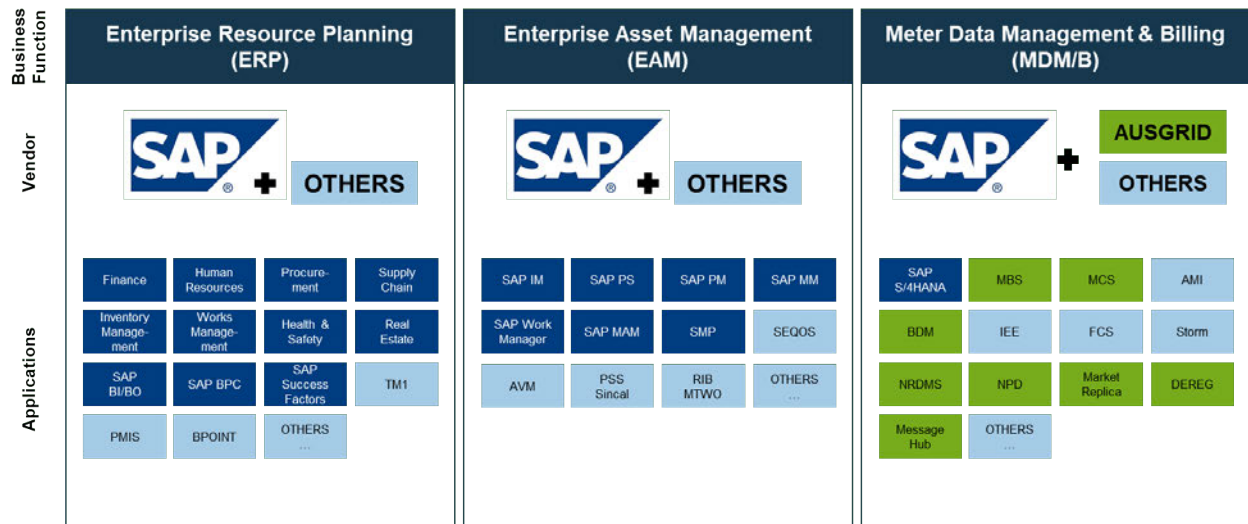 Business
Function
Enterprise Resource Planning
(ERP)
Enterprise Asset Management
(EAM)
Meter Data Management & Billing
(MDM/B)
Vendor
SAP
®
OTHERS
SAP
®
OTHERS
SAP
®
AUSGRID
OTHERS
Applications
Finance
Human
Resources
Procure-
ment
Supply
Chain
Inventory
Manage-
ment
Works
Manage-
ment
Health &
Safety
Real
Estate
SAP
BI/BO
SAP BPC
SAP
Success
Factors
TM1
PMIS
BPOINT
OTHERS
...
SAP IM
SAP PS
SAP PM
SAP MM
SAP Work
Manager
SAP MAM
SMP
SEQOS
AVM
PSS
Sincal
RIB
MTWO
OTHERS
...
SAP
S/4HANA
MBS
MCS
AMI
BDM
IEE
FCS
Storm
NRDMS
NPD
Market
Replica
DEREG
Message
Hub
OTHERS
...